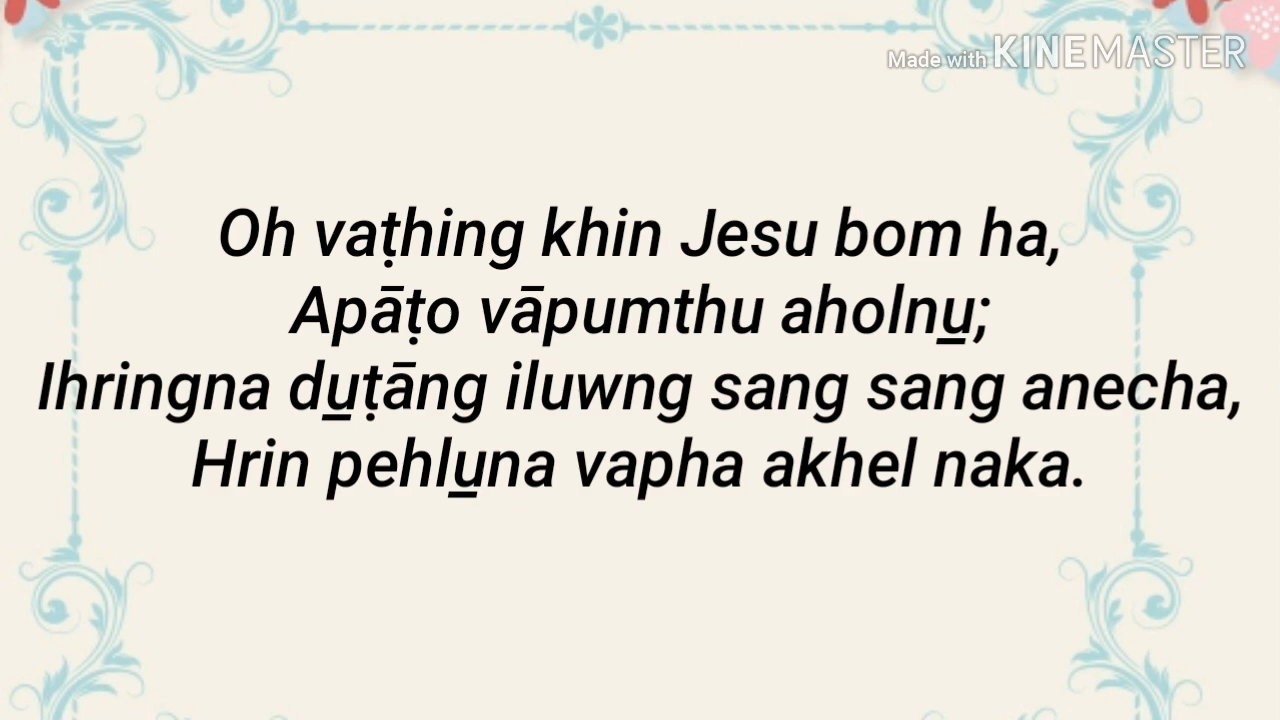 Made with KINEMASTER
Oh vaṭhing khin Jesu bom ha,
Apāṭo vāpumthu aholnu̱;
Ihringna du̱ṭāng iluwng sang sang anecha,
Hrin pehlu̱na vapha akhel naka.